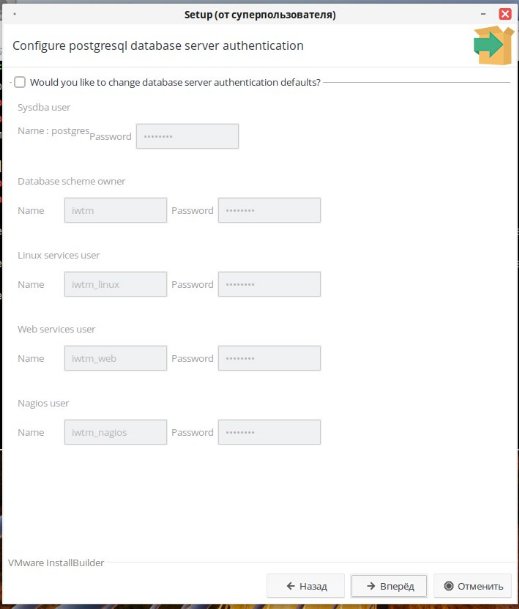 Setup (от суперпользователя)
Configure postgresql database server authentication
Would you like to change database server authentication defaults?
Sysdba user
Name : postgres Password ••••••••
Database scheme owner
Name iwtm Password ••••••••
Linux services user
Name iwtm_linux Password ••••••••
Web services user
Name iwtm_web Password ••••••••
Nagios user
Name iwtm_nagios Password ••••••••
VMware InstallBuilder
Назад Вперёд Отменить